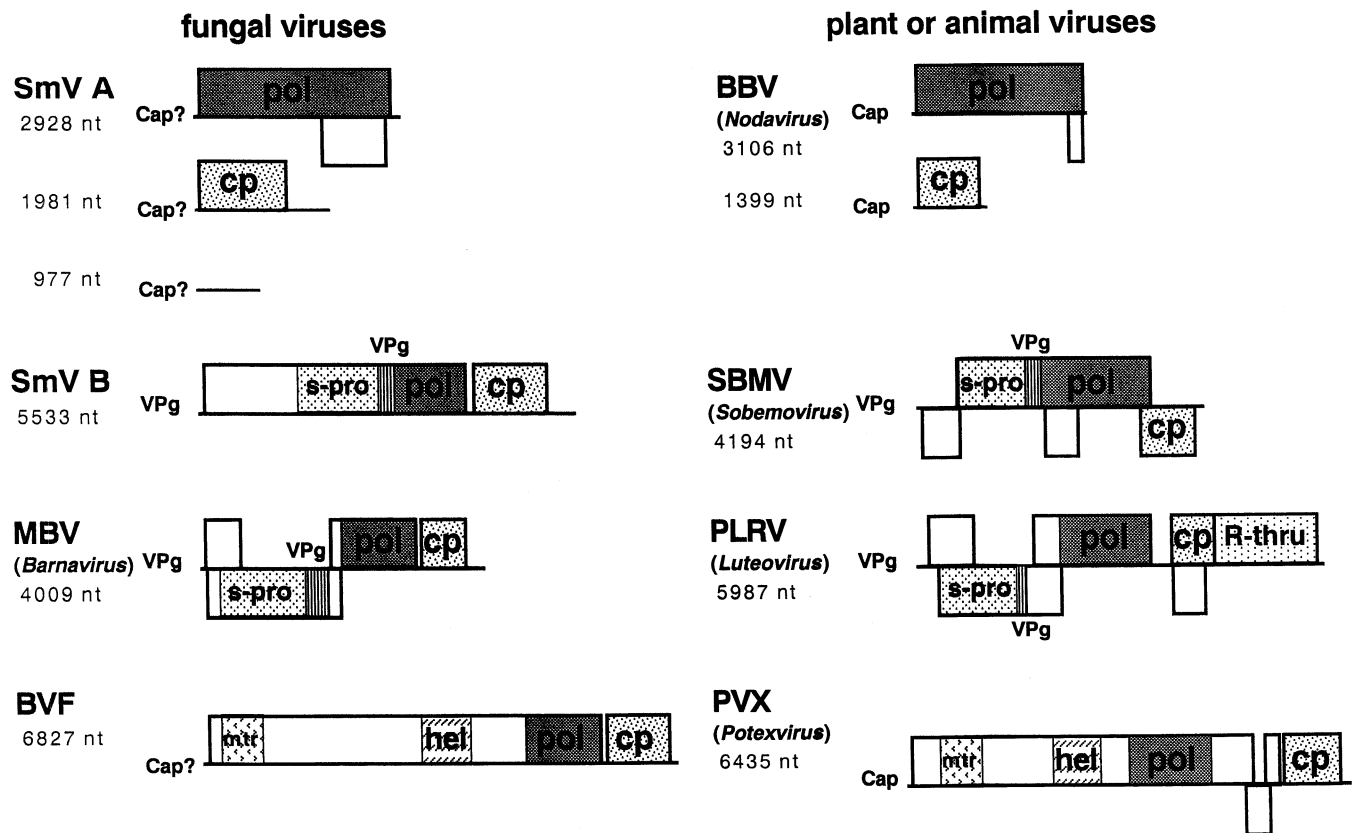 fungal viruses
plant or animal viruses
SmV A
2928 nt
Cap?
pol
1981 nt
Cap?
cp
977 nt
Cap?
BBV
(Nodavirus)
3106 nt
Cap
pol
1399 nt
Cap
cp
SmV B
5533 nt
VPg
VPg
s-pro
pol
cp
SBMV
(Sobemovirus)
4194 nt
VPg
VPg
s-pro
pol
cp
MBV
(Barnavirus)
4009 nt
VPg
VPg
pol
cp
s-pro
PLRV
(Luteovirus)
5987 nt
VPg
pol
cp
R-thru
s-pro
VPg
BVF
6827 nt
Cap?
mtr
hel
pol
cp
PVX
(Potexvirus)
6435 nt
Cap
mtr
hel
pol
cp